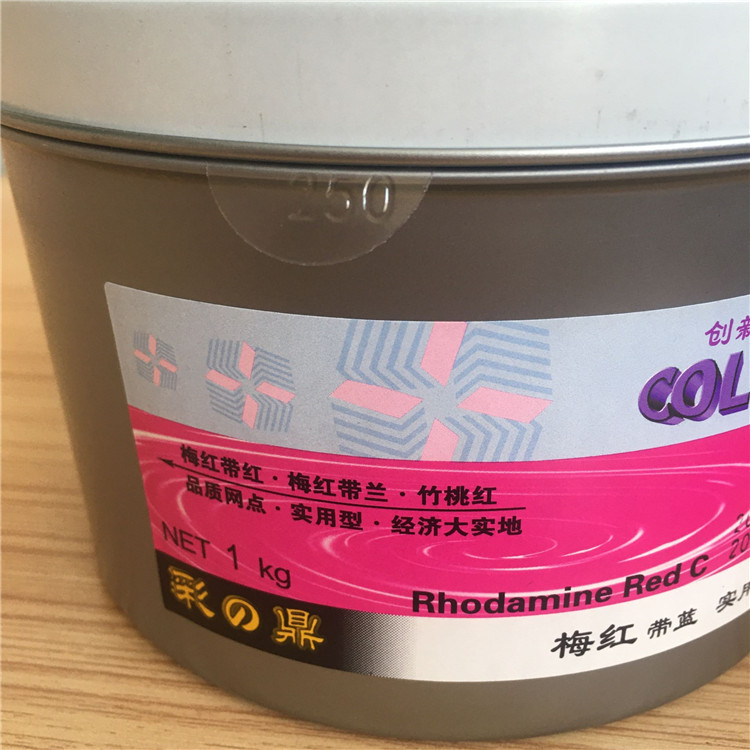 250
创新
COL
梅红带红·梅红带兰·竹桃红
品质网点·实用型·经济大实地
NET 1 kg
Rhodamine Red C
彩の鼎
梅红 带蓝 实用